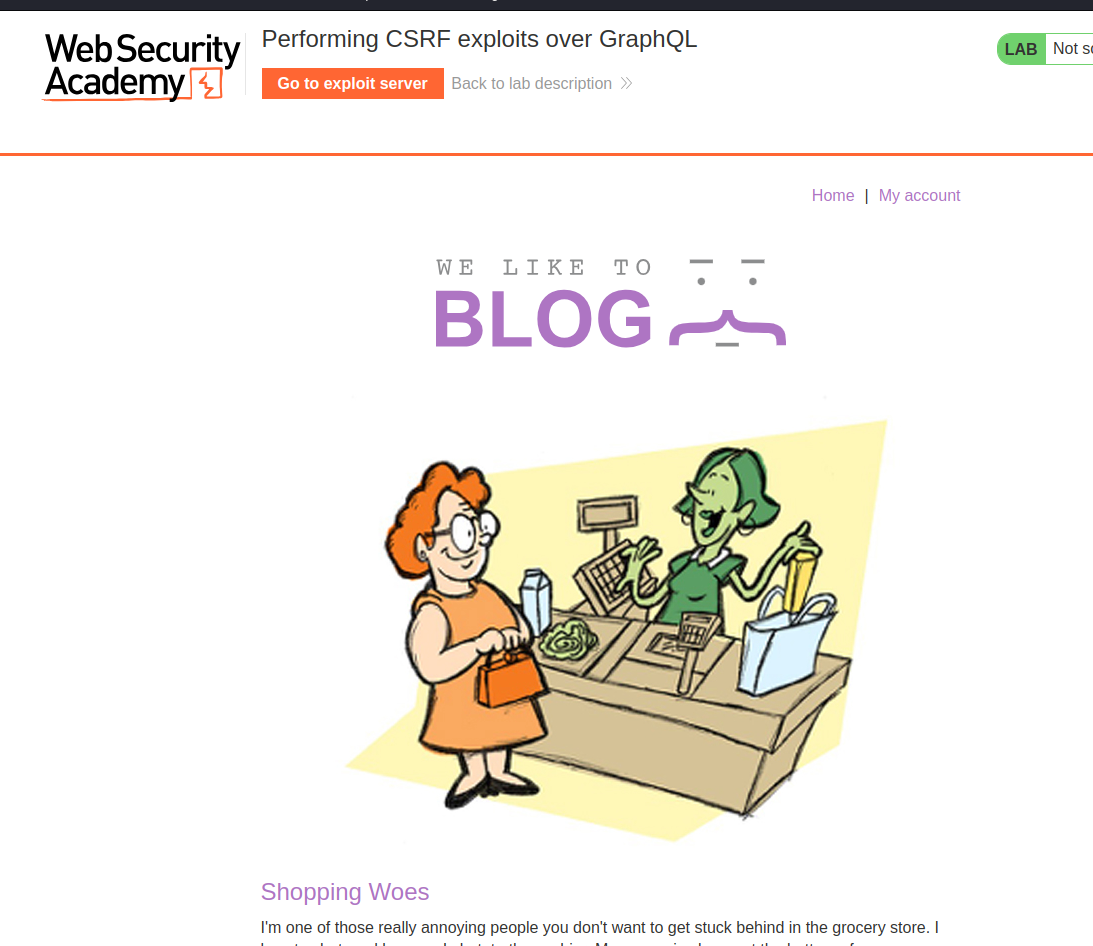 Web Security
Academy
Performing CSRF exploits over GraphQL
Go to exploit server
Back to lab description
LAB
Not
Home | My account
WE LIKE TO
BLOG
Shopping Woes
I'm one of those really annoying people you don't want to get stuck behind in the grocery store. I